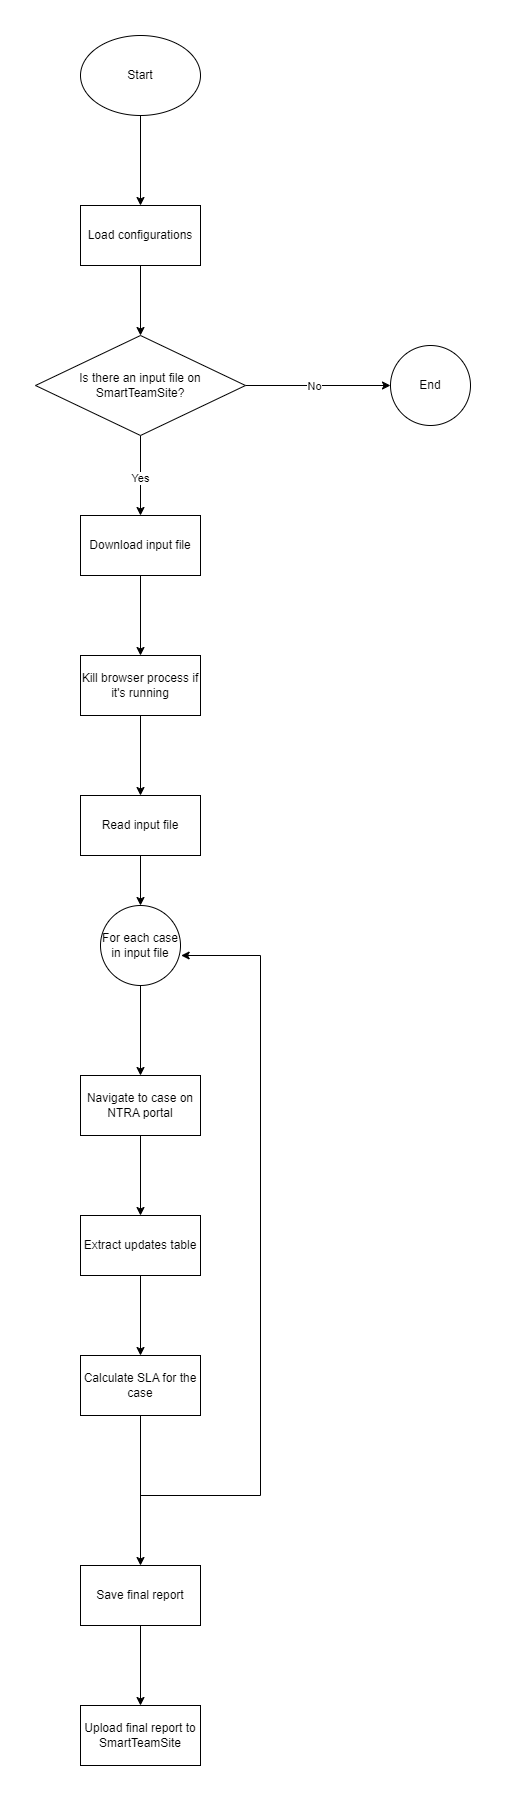 Start
Load configurations
Is there an input file on
SmartTeamSite?
No
End
Yes
Download input file
Kill browser process if
it's running
Read input file
For each case
in input file
Navigate to case on
NTRA portal
Extract updates table
Calculate SLA for the
case
Save final report
Upload final report to
SmartTeamSite